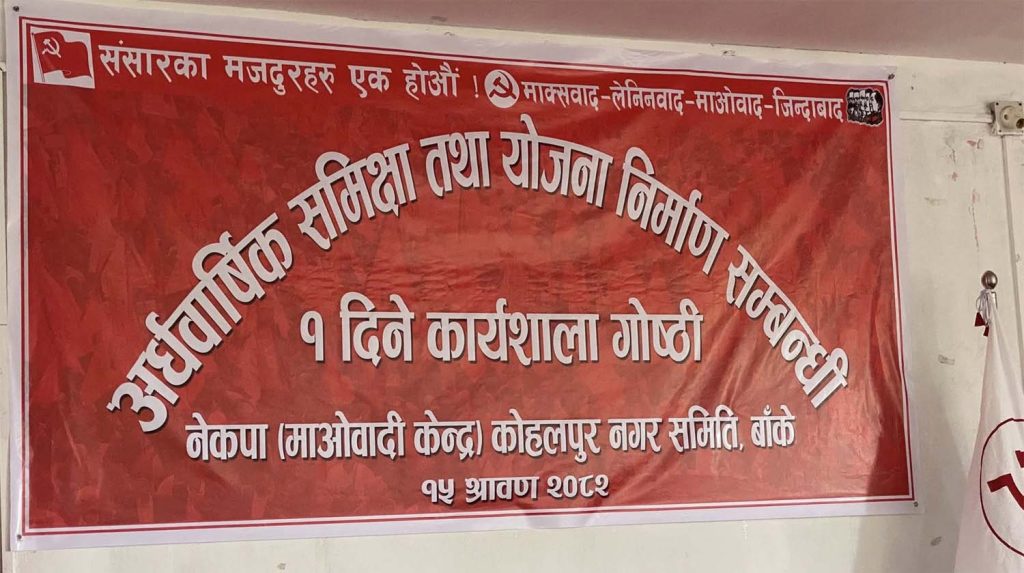 संसारका मजदुरहरु एक होऔं ! माक्सवाद-लेनिनवाद-माओवाद-जिन्दाबाद
अर्धवार्षिक समिक्षा तथा योजना निर्माण सम्बन्धी
१ दिने कार्यशाला गोष्ठी
नेकपा (माओवादी केन्द्र) कोहलपुर नगर समिति, बाँके
१५ श्रावण २०८२